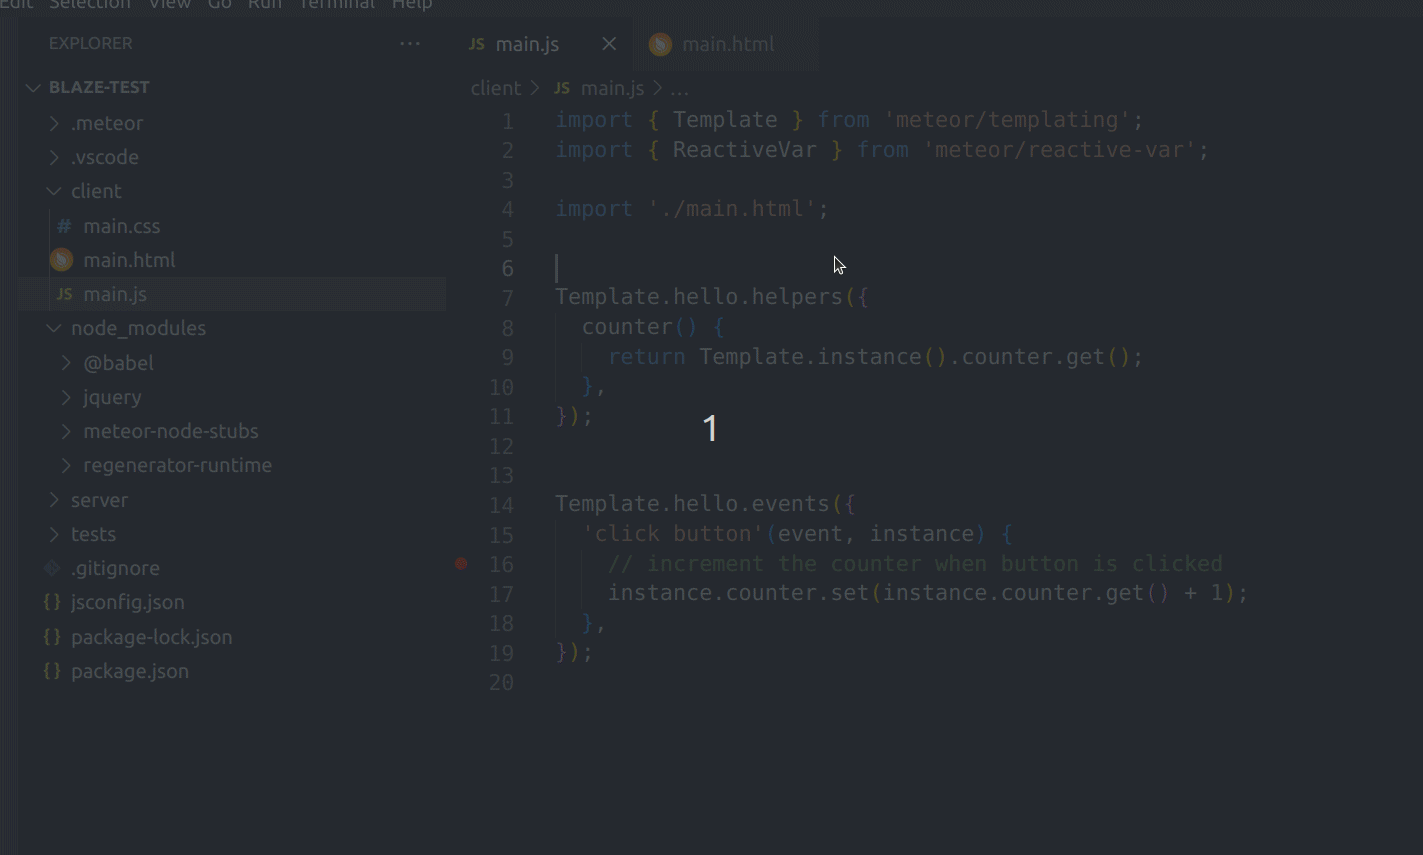 Edit Selection View Go Run Terminal Help
EXPLORER ...
JS main.js main.html
BLAZE-TEST
client > JS main.js > ...
.meteor
.vscode
client
# main.css
main.html
JS main.js
node_modules
@babel
jquery
meteor-node-stubs
regenerator-runtime
server
tests
.gitignore
{} jsconfig.json
{} package-lock.json
{} package.json
1 import { Template } from 'meteor/templating';
2 import { ReactiveVar } from 'meteor/reactive-var';
3
4 import './main.html';
5
6
7 Template.hello.helpers({
8 counter() {
9 return Template.instance().counter.get();
10 },
11 });
1
12
13
14 Template.hello.events({
15 'click button'(event, instance) {
16 // increment the counter when button is clicked
17 instance.counter.set(instance.counter.get() + 1);
18 },
19 });
20